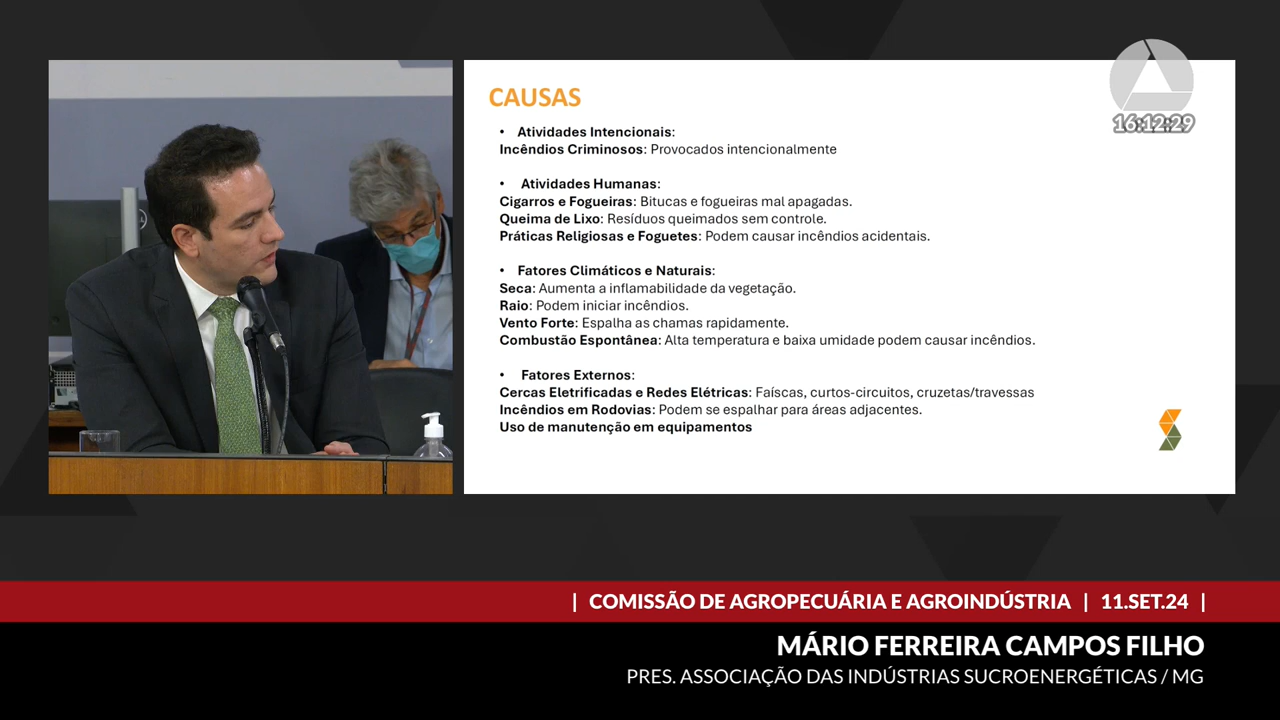 CAUSAS
• Atividades Intencionais:
Incêndios Criminosos: Provocados intencionalmente
• Atividades Humanas:
Cigarros e Fogueiras: Bitucas e fogueiras mal apagadas.
Queima de Lixo: Resíduos queimados sem controle.
Práticas Religiosas e Foguetes: Podem causar incêndios acidentais.
• Fatores Climáticos e Naturais:
Seca: Aumenta a inflamabilidade da vegetação.
Raio: Podem iniciar incêndios.
Vento Forte: Espalha as chamas rapidamente.
Combustão Espontânea: Alta temperatura e baixa umidade podem causar incêndios.
• Fatores Externos:
Cercas Eletrificadas e Redes Elétricas: Faíscas, curtos-circuitos, cruzetas/travessas
Incêndios em Rodovias: Podem se espalhar para áreas adjacentes.
Uso de manutenção em equipamentos
16:12:29
| COMISSÃO DE AGROPECUÁRIA E AGROINDÚSTRIA | 11.SET.24 |
MÁRIO FERREIRA CAMPOS FILHO
PRES. ASSOCIAÇÃO DAS INDÚSTRIAS SUCROENERGÉTICAS / MG